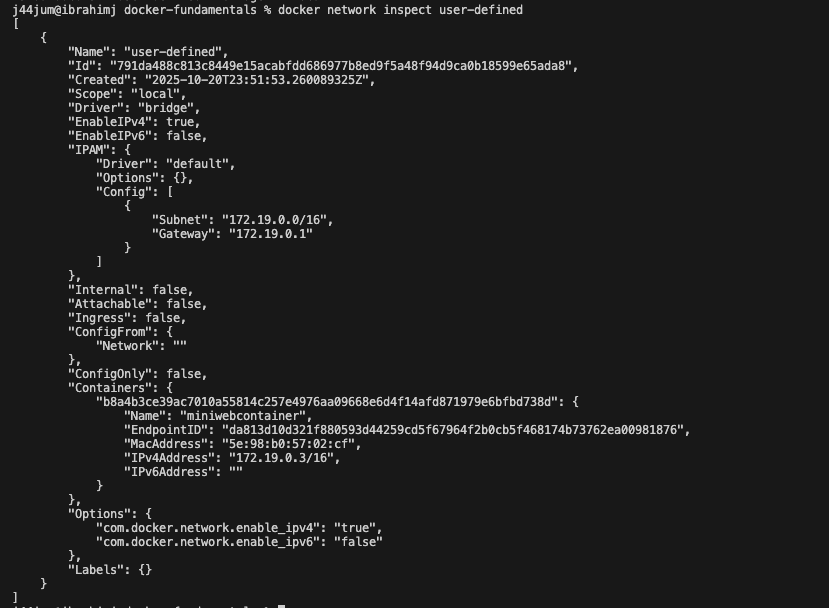 j44jum@ibrahimj docker-fundamentals % docker network inspect user-defined
[
    {
        "Name": "user-defined",
        "Id": "791da488c813c8449e15acabfdd686977b8ed9f5a48f94d9ca0b18599e65ada8",
        "Created": "2025-10-20T23:51:53.260089325Z",
        "Scope": "local",
        "Driver": "bridge",
        "EnableIPv4": true,
        "EnableIPv6": false,
        "IPAM": {
            "Driver": "default",
            "Options": {},
            "Config": [
                {
                    "Subnet": "172.19.0.0/16",
                    "Gateway": "172.19.0.1"
                }
            ]
        },
        "Internal": false,
        "Attachable": false,
        "Ingress": false,
        "ConfigFrom": {
            "Network": ""
        },
        "ConfigOnly": false,
        "Containers": {
            "b8a4b3ce39ac7010a55814c257e4976aa09668e6d4f14afd871979e6bfbd738d": {
                "Name": "miniwebcontainer",
                "EndpointID": "da813d10d321f880593d44259cd5f67964f2b0cb5f468174b73762ea00981876",
                "MacAddress": "5e:98:b0:57:02:cf",
                "IPv4Address": "172.19.0.3/16",
                "IPv6Address": ""
            }
        },
        "Options": {
            "com.docker.network.enable_ipv4": "true",
            "com.docker.network.enable_ipv6": "false"
        },
        "Labels": {}
    }
]